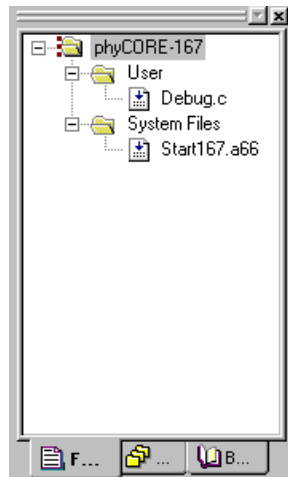 phyCORE-167
User
Debug.c
System Files
Start167.a66
F... ... B...